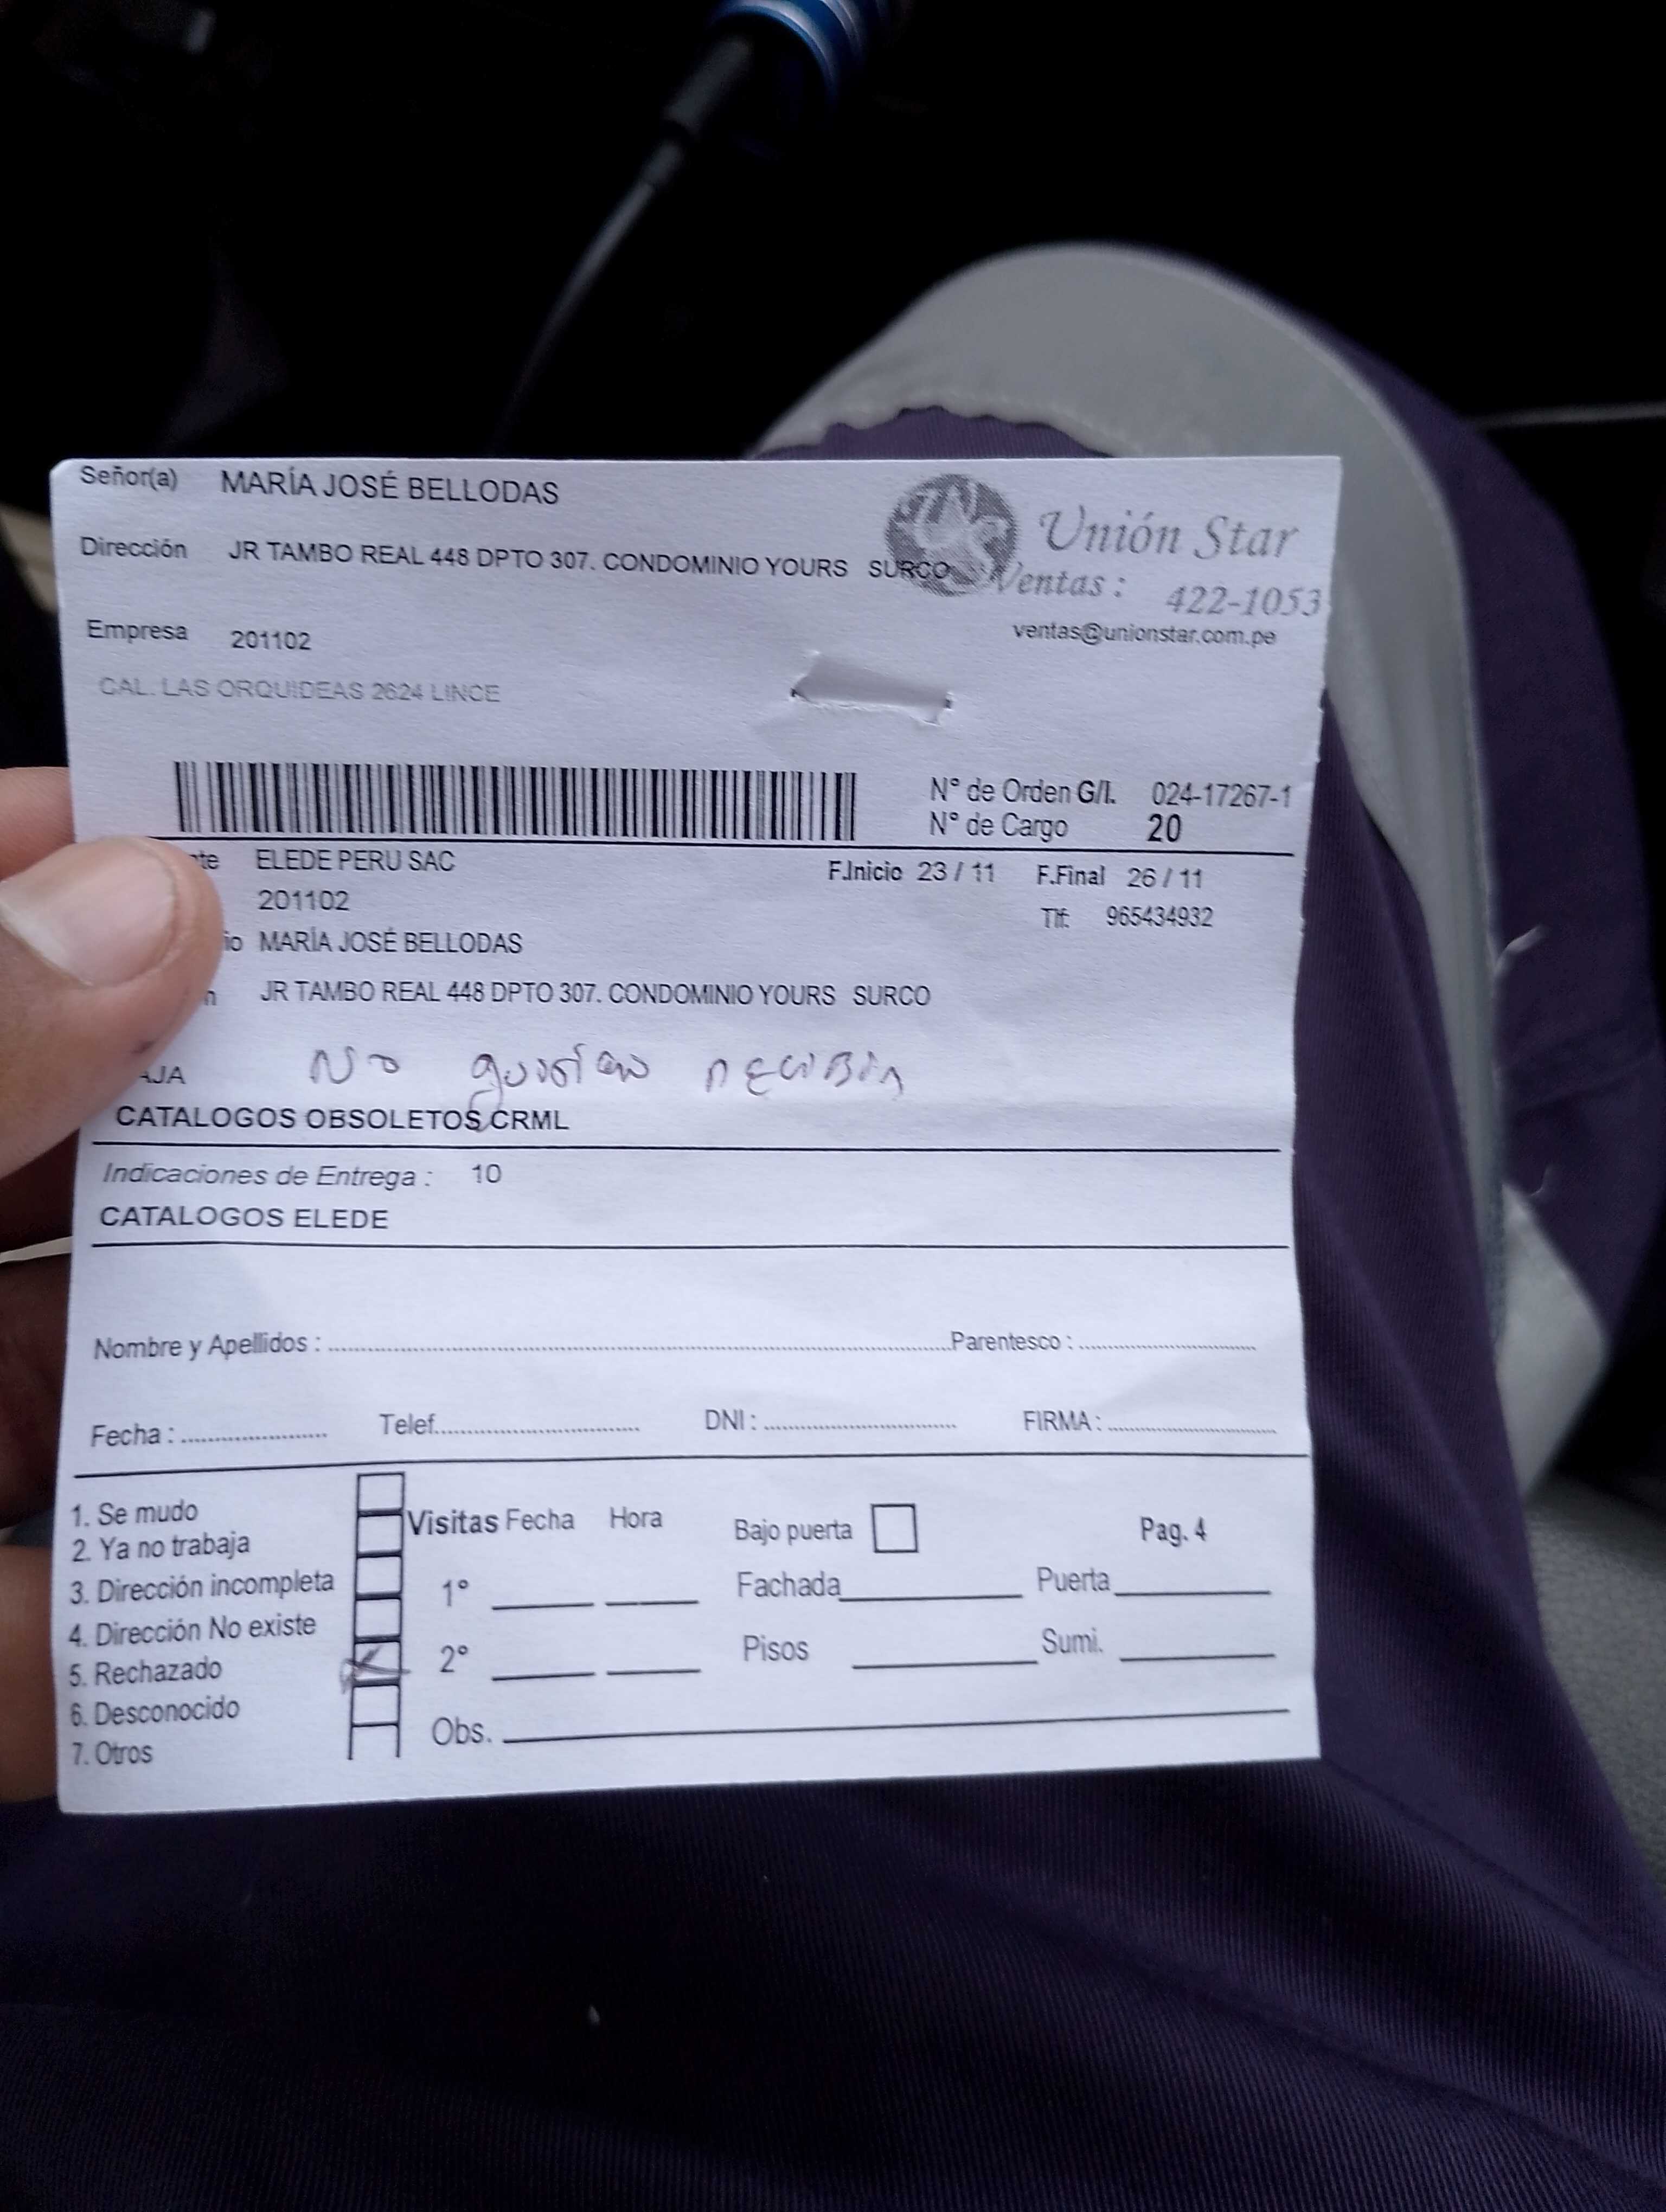 Señor(a) MARÍA JOSÉ BELLODAS
Dirección JR TAMBO REAL 448 DPTO 307. CONDOMINIO YOURS SURCO
Unión Star
Ventas : 422-1053
ventas@unionstar.com.pe
Empresa 201102
CAL. LAS ORQUIDEAS 2624 LINCE
N° de Orden G/I. 024-17267-1
N° de Cargo 20
te ELEDE PERU SAC F.Inicio 23 / 11 F.Final 26 / 11
201102 Tlf: 965434932
io MARÍA JOSÉ BELLODAS
n JR TAMBO REAL 448 DPTO 307. CONDOMINIO YOURS SURCO
AJA No recibir
CATALOGOS OBSOLETOS CRML
Indicaciones de Entrega : 10
CATALOGOS ELEDE
Nombre y Apellidos : Parentesco :
Fecha : Telef. DNI : FIRMA :
1. Se mudo
2. Ya no trabaja
3. Dirección incompleta
4. Dirección No existe
5. Rechazado
6. Desconocido
7. Otros
Visitas Fecha Hora Bajo puerta Pag. 4
1° Fachada Puerta
2° Pisos Sumi.
Obs.